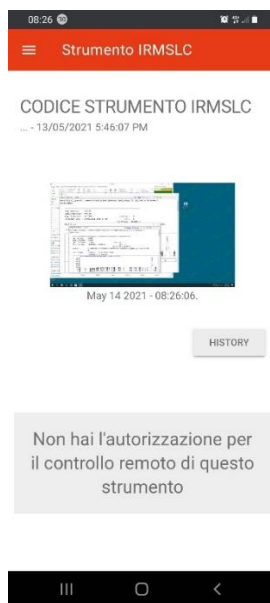 08:26
Strumento IRMSLC
CODICE STRUMENTO IRMSLC
... - 13/05/2021 5:46:07 PM
May 14 2021 - 08:26:06.
HISTORY
Non hai l'autorizzazione per
il controllo remoto di questo
strumento